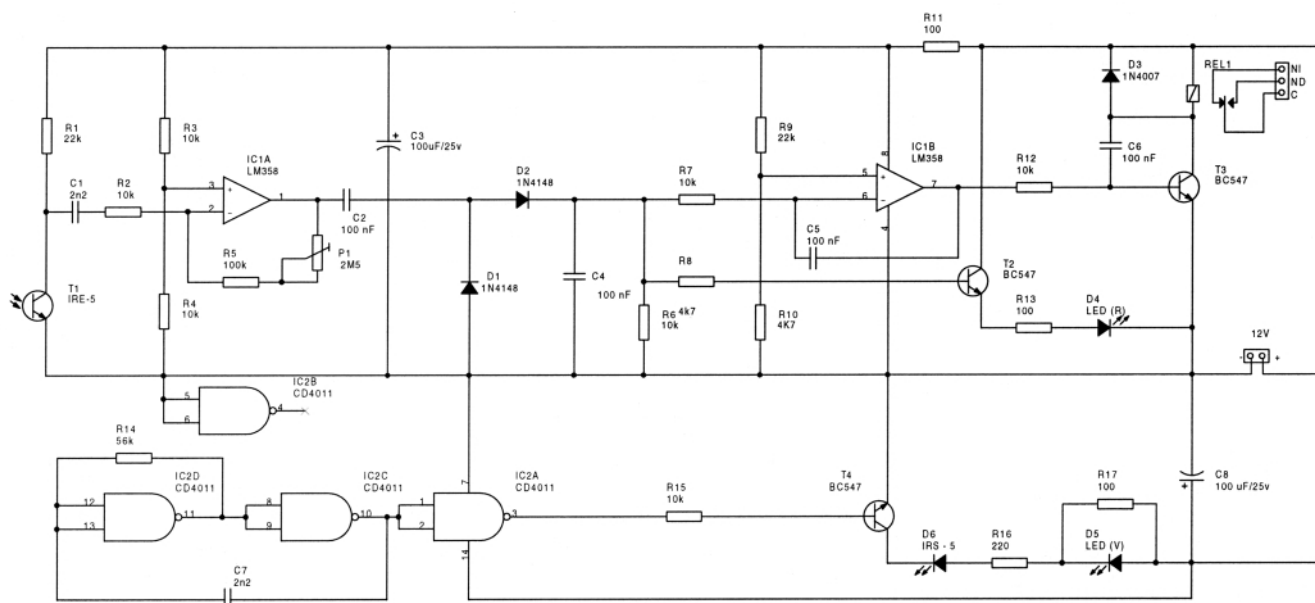 R11
100
D3
1N4007
REL1
NI
ND
C
R1
22k
R3
10k
C3
100uF/25v
+
R9
22k
IC1A
LM358
IC1B
LM358
8
C6
100 nF
T3
BC547
C1
2n2
R2
10k
3
+
2
−
1
D2
1N4148
R7
10k
5
+
6
−
7
R12
10k
C2
100 nF
P1
2M5
R5
100k
4
C5
100 nF
T1
IRE-5
R4
10k
D1
1N4148
C4
100 nF
R8
4k7
T2
BC547
R6
10k
R10
4K7
R13
100
D4
LED (R)
12V
-
+
IC2B
CD4011
5
6
4
R14
56k
IC2D
CD4011
12
13
11
IC2C
CD4011
8
9
10
IC2A
CD4011
7
1
2
3
14
R15
10k
T4
BC547
R17
100
C8
100 uF/25v
+
D6
IRS - 5
R16
220
D5
LED (V)
C7
2n2